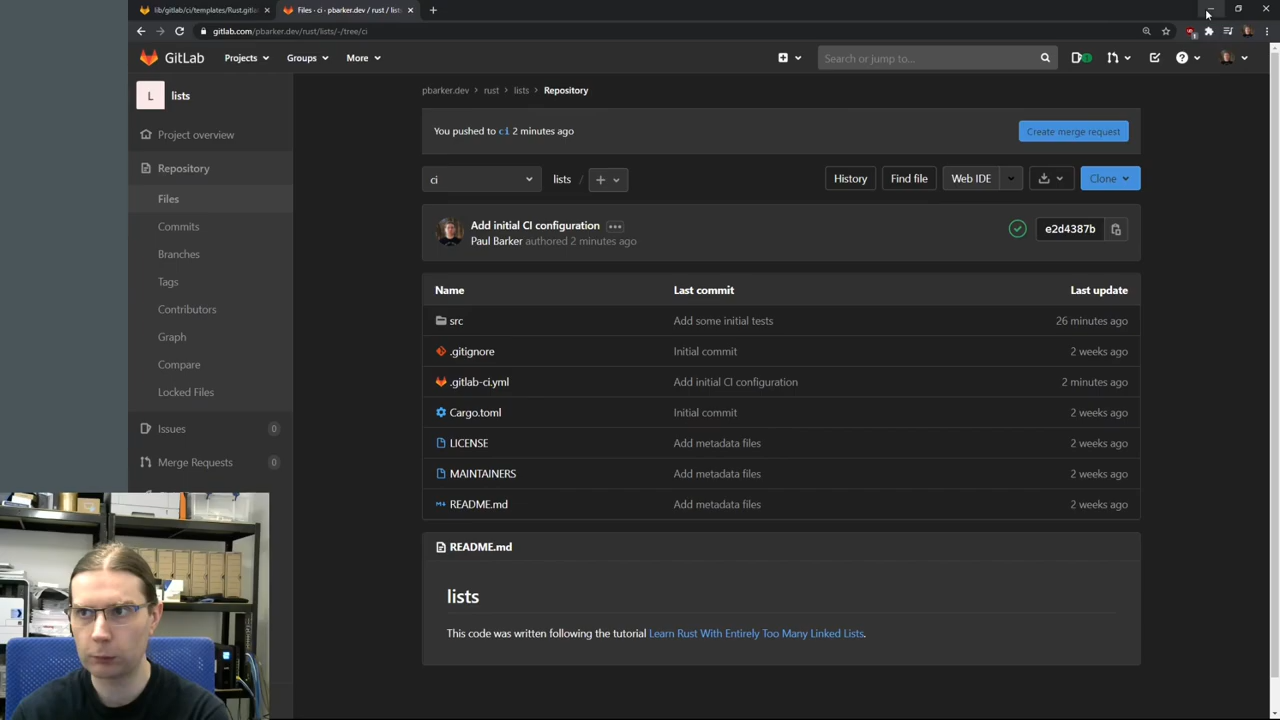 lib/gitlab/ci/templates/Rust.gitla
Files · ci · pbarker.dev / rust / lists
gitlab.com/pbarker.dev/rust/lists/-/tree/ci
GitLab
Projects
Groups
More
Search or jump to...
L
lists
Project overview
Repository
Files
Commits
Branches
Tags
Contributors
Graph
Compare
Locked Files
Issues
0
Merge Requests
0
pbarker.dev rust lists Repository
You pushed to ci 2 minutes ago
Create merge request
ci
lists /
History
Find file
Web IDE
Clone
Add initial CI configuration
Paul Barker authored 2 minutes ago
e2d4387b
Name Last commit Last update
src Add some initial tests 26 minutes ago
.gitignore Initial commit 2 weeks ago
.gitlab-ci.yml Add initial CI configuration 2 minutes ago
Cargo.toml Initial commit 2 weeks ago
LICENSE Add metadata files 2 weeks ago
MAINTAINERS Add metadata files 2 weeks ago
README.md Add metadata files 2 weeks ago
README.md
lists
This code was written following the tutorial Learn Rust With Entirely Too Many Linked Lists.